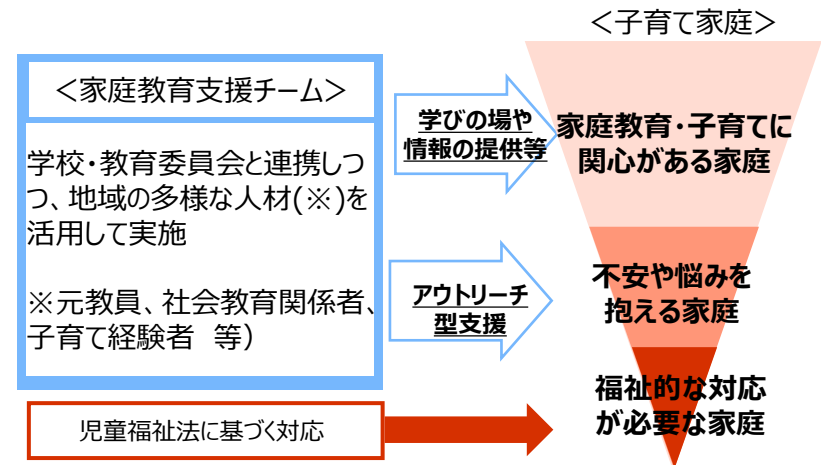 ＜子育て家庭＞
＜家庭教育支援チーム＞
学校・教育委員会と連携しつ
つ、地域の多様な人材(※)を
活用して実施
※元教員、社会教育関係者、
子育て経験者　等）
学びの場や
情報の提供等
家庭教育・子育てに
関心がある家庭
アウトリーチ
型支援
不安や悩みを
抱える家庭
児童福祉法に基づく対応
福祉的な対応
が必要な家庭